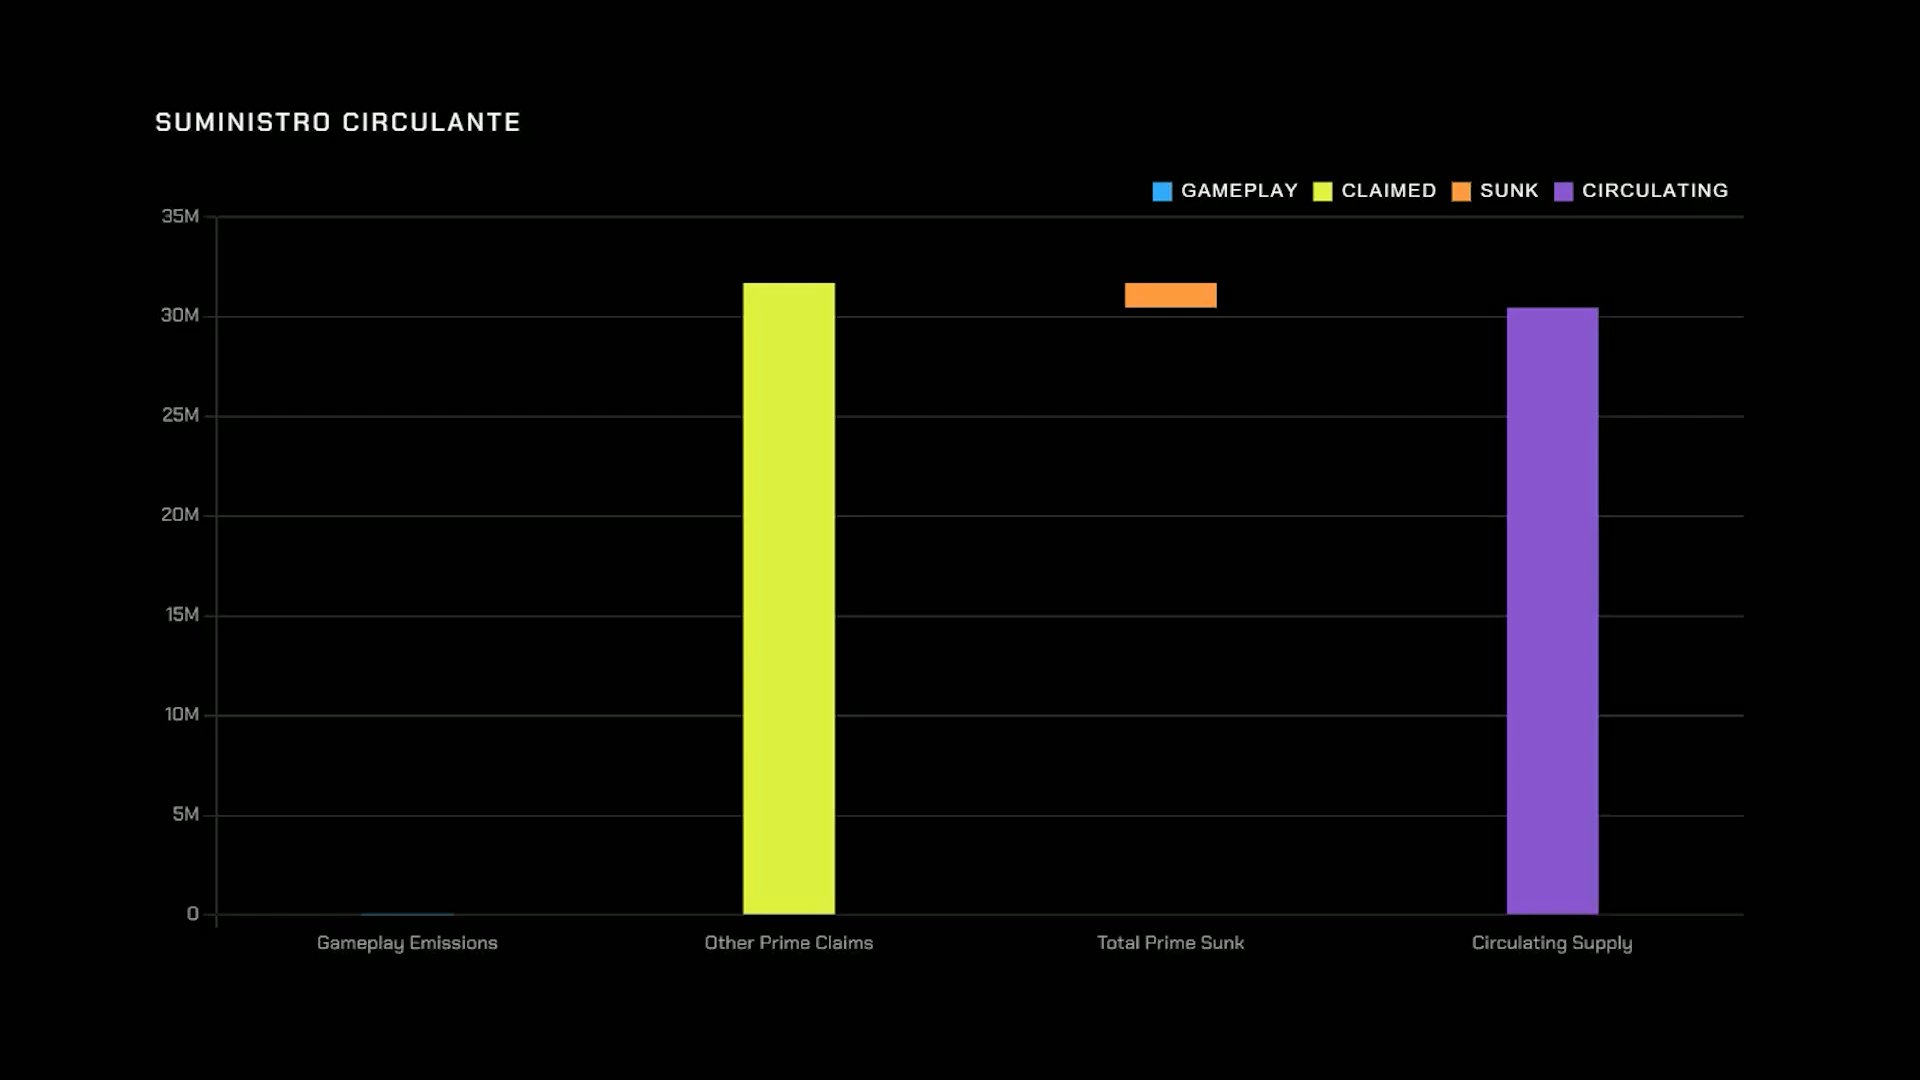 SUMINISTRO CIRCULANTE
GAMEPLAY CLAIMED SUNK CIRCULATING
35M
30M
25M
20M
15M
10M
5M
0
Gameplay Emissions Other Prime Claims Total Prime Sunk Circulating Supply